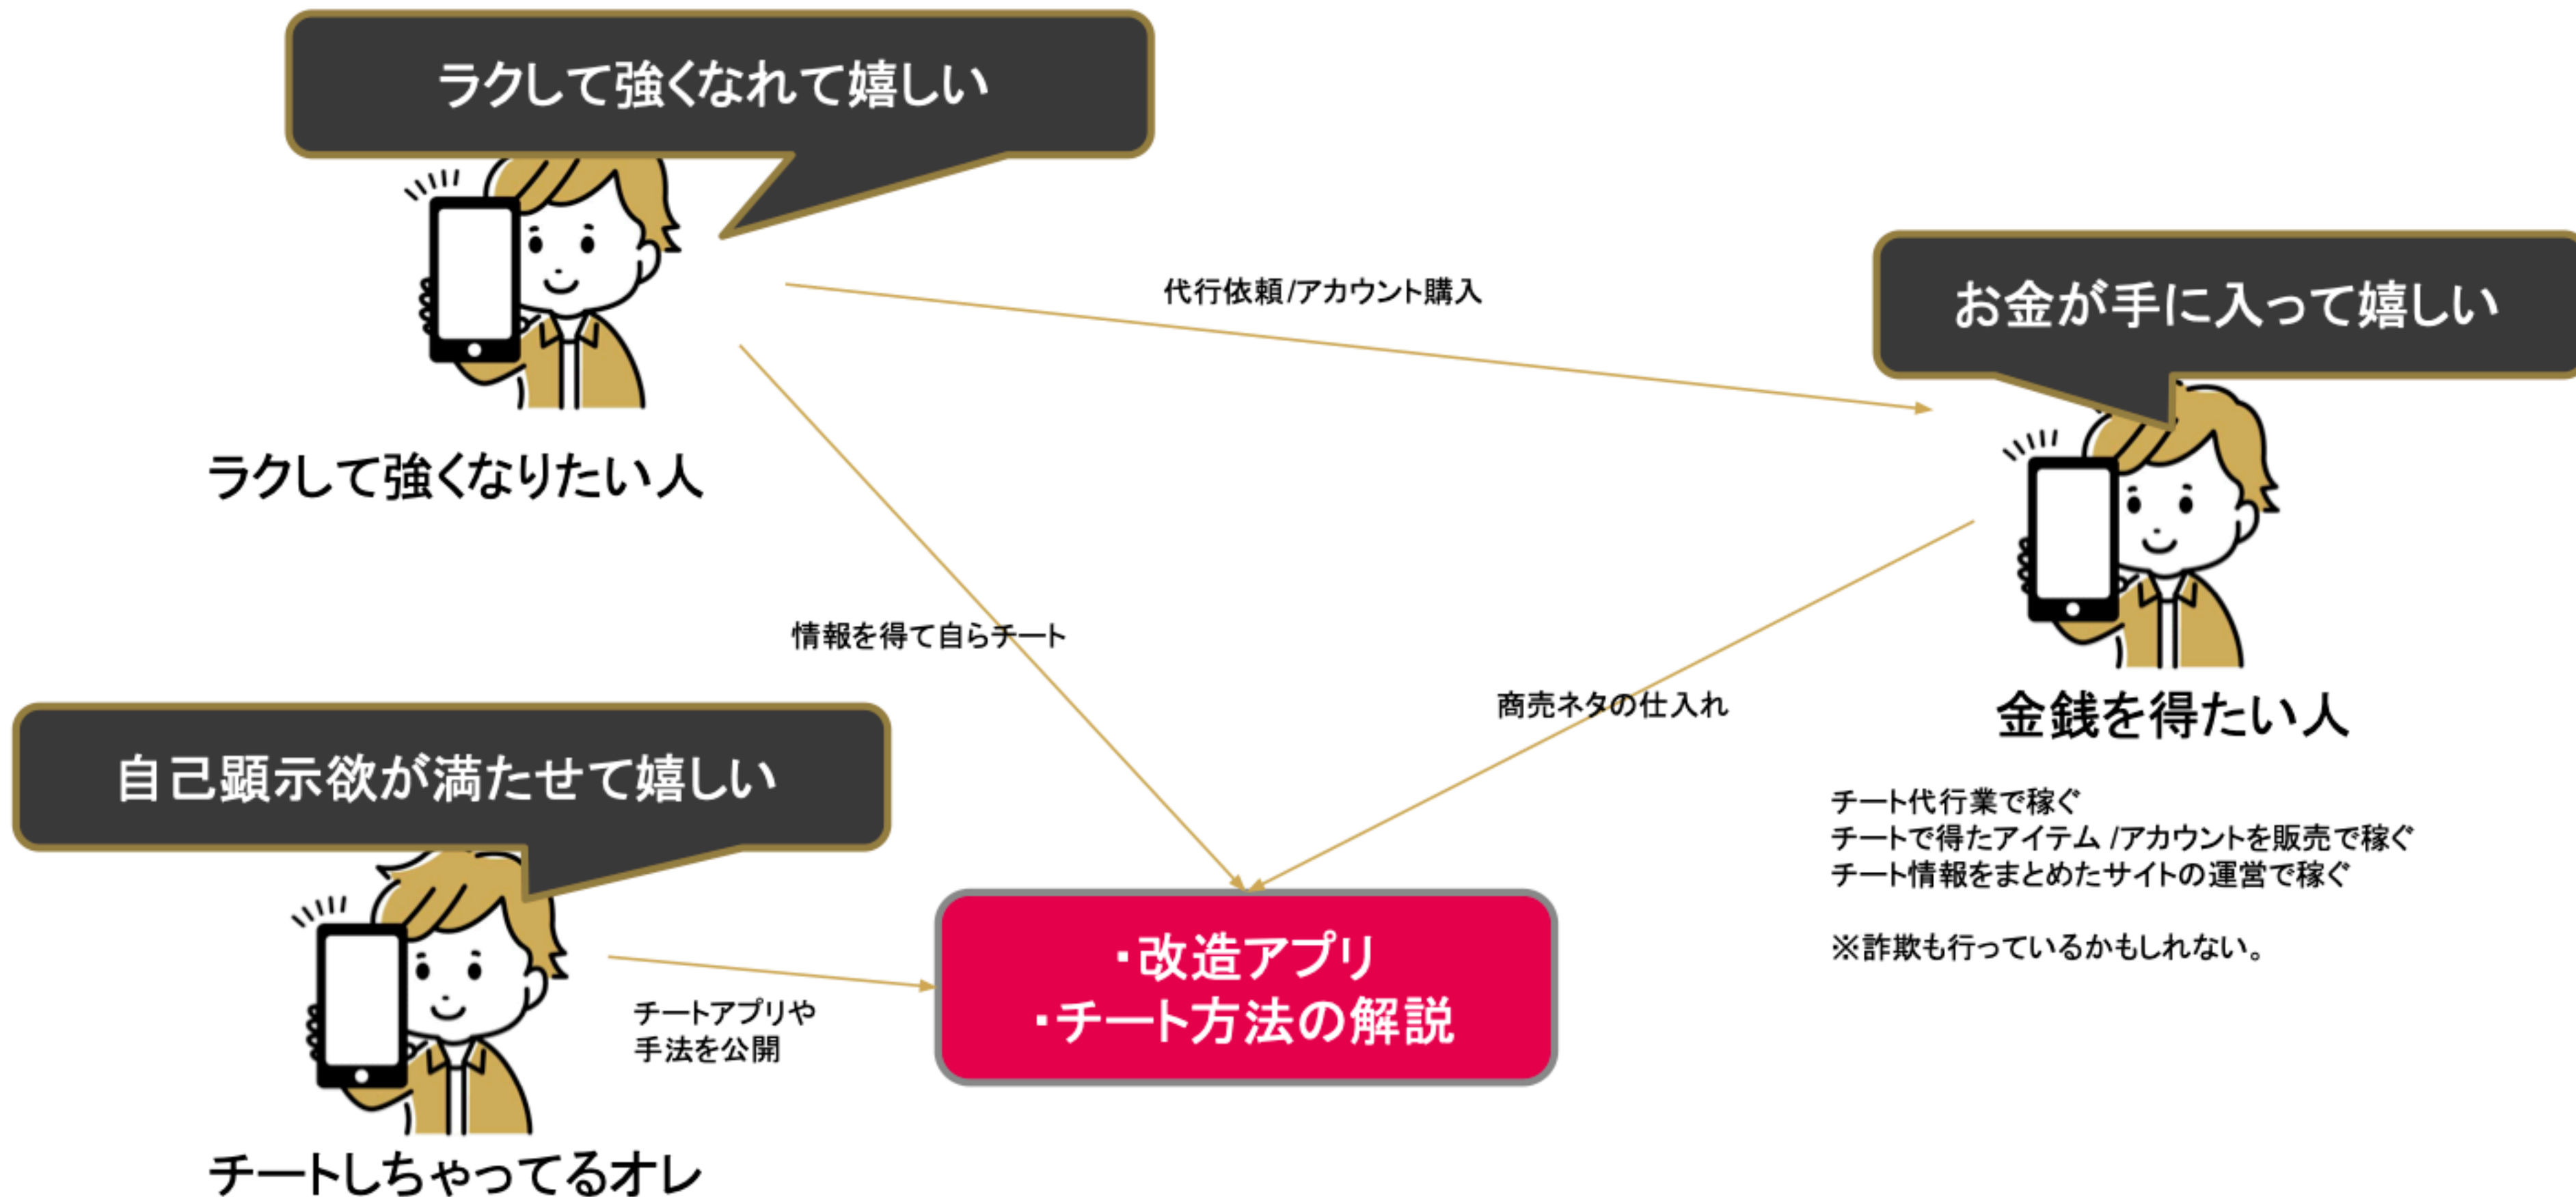 ラクして強くなれて嬉しい
代行依頼/アカウント購入
お金が手に入って嬉しい
ラクして強くなりたい人
情報を得て自らチート
商売ネタの仕入れ
金銭を得たい人
自己顕示欲が満たせて嬉しい
チート代行業で稼ぐ
チートで得たアイテム /アカウントを販売で稼ぐ
チート情報をまとめたサイトの運営で稼ぐ
※詐欺も行っているかもしれない。
・改造アプリ
・チート方法の解説
チートアプリや
手法を公開
チートしちゃってるオレ